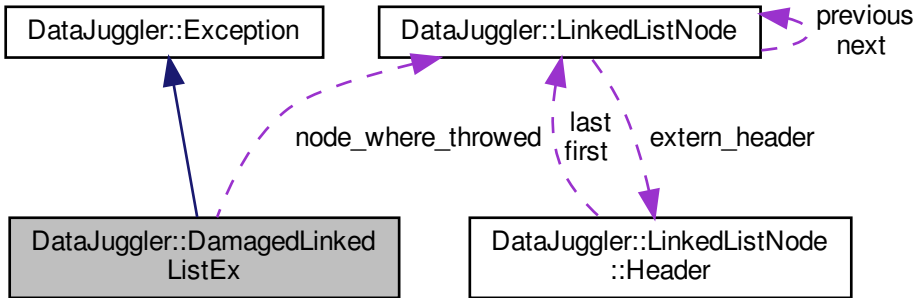 DataJuggler::Exception
DataJuggler::LinkedListNode
previous
next
node_where_throwed
last
first
extern_header
DataJuggler::DamagedLinked
ListEx
DataJuggler::LinkedListNode
::Header